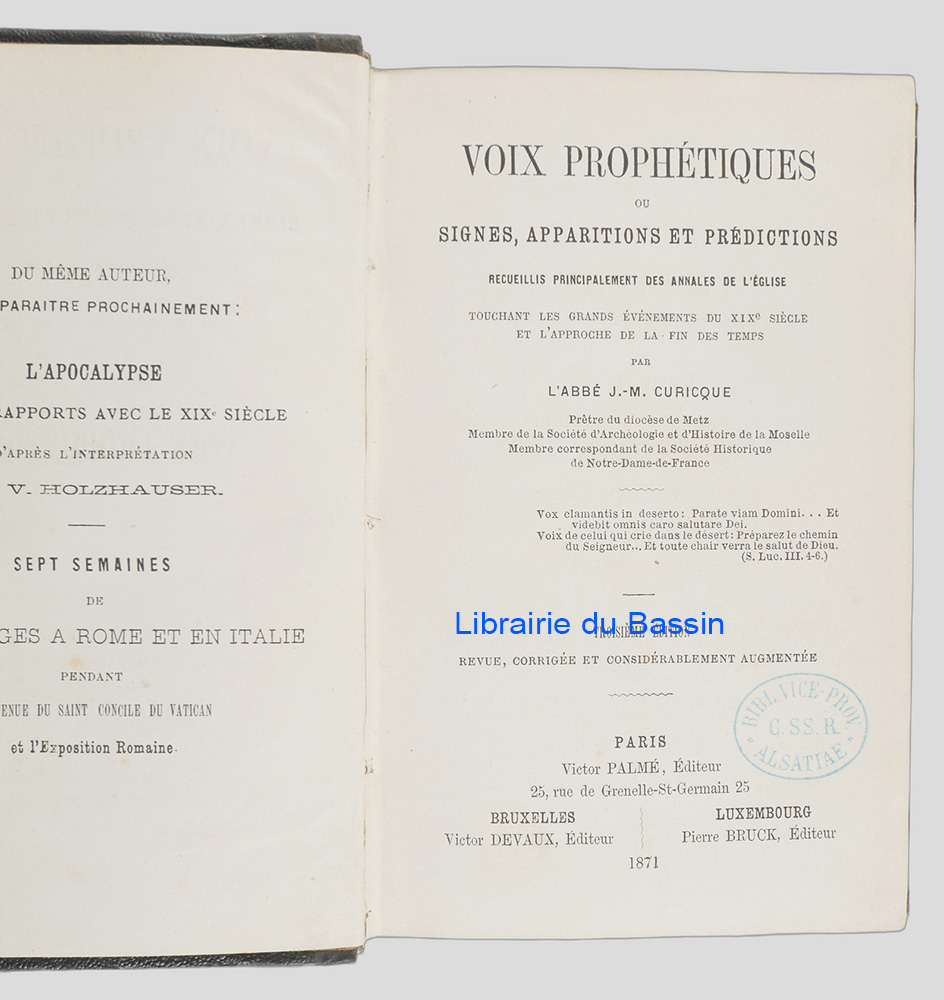 DU MÊME AUTEUR,
PARAITRE PROCHAINEMENT:
L'APOCALYPSE
RAPPORTS AVEC LE XIXe SIÈCLE
D'APRÈS L'INTERPRÉTATION
V. HOLZHAUSER.
SEPT SEMAINES
DE
GES A ROME ET EN ITALIE
PENDANT
ENUE DU SAINT CONCILE DU VATICAN
et l'Exposition Romaine.
VOIX PROPHÉTIQUES
OU
SIGNES, APPARITIONS ET PRÉDICTIONS
RECUEILLIS PRINCIPALEMENT DES ANNALES DE L'ÉGLISE
TOUCHANT LES GRANDS ÉVÉNEMENTS DU XIXe SIÈCLE
ET L'APPROCHE DE LA FIN DES TEMPS
PAR
L'ABBÉ J.-M. CURICQUE
Prêtre du diocèse de Metz
Membre de la Société d'Archéologie et d'Histoire de la Moselle
Membre correspondant de la Société Historique
de Notre-Dame-de-France
Vox clamantis in deserto: Parate viam Domini... Et
videbit omnis caro salutare Dei.
Voix de celui qui crie dans le désert: Préparez le chemin
du Seigneur... Et toute chair verra le salut de Dieu.
(S. Luc. III. 4-6.)
Librairie du Bassin
TROISIÈME ÉDITION
REVUE, CORRIGÉE ET CONSIDÉRABLEMENT AUGMENTÉE
BIBL. VICE-PROV.
C. SS. R.
ALSATIAE
PARIS
Victor PALMÉ, Éditeur
25, rue de Grenelle-St-Germain 25
BRUXELLES
Victor DEVAUX, Éditeur
LUXEMBOURG
Pierre BRUCK, Éditeur
1871